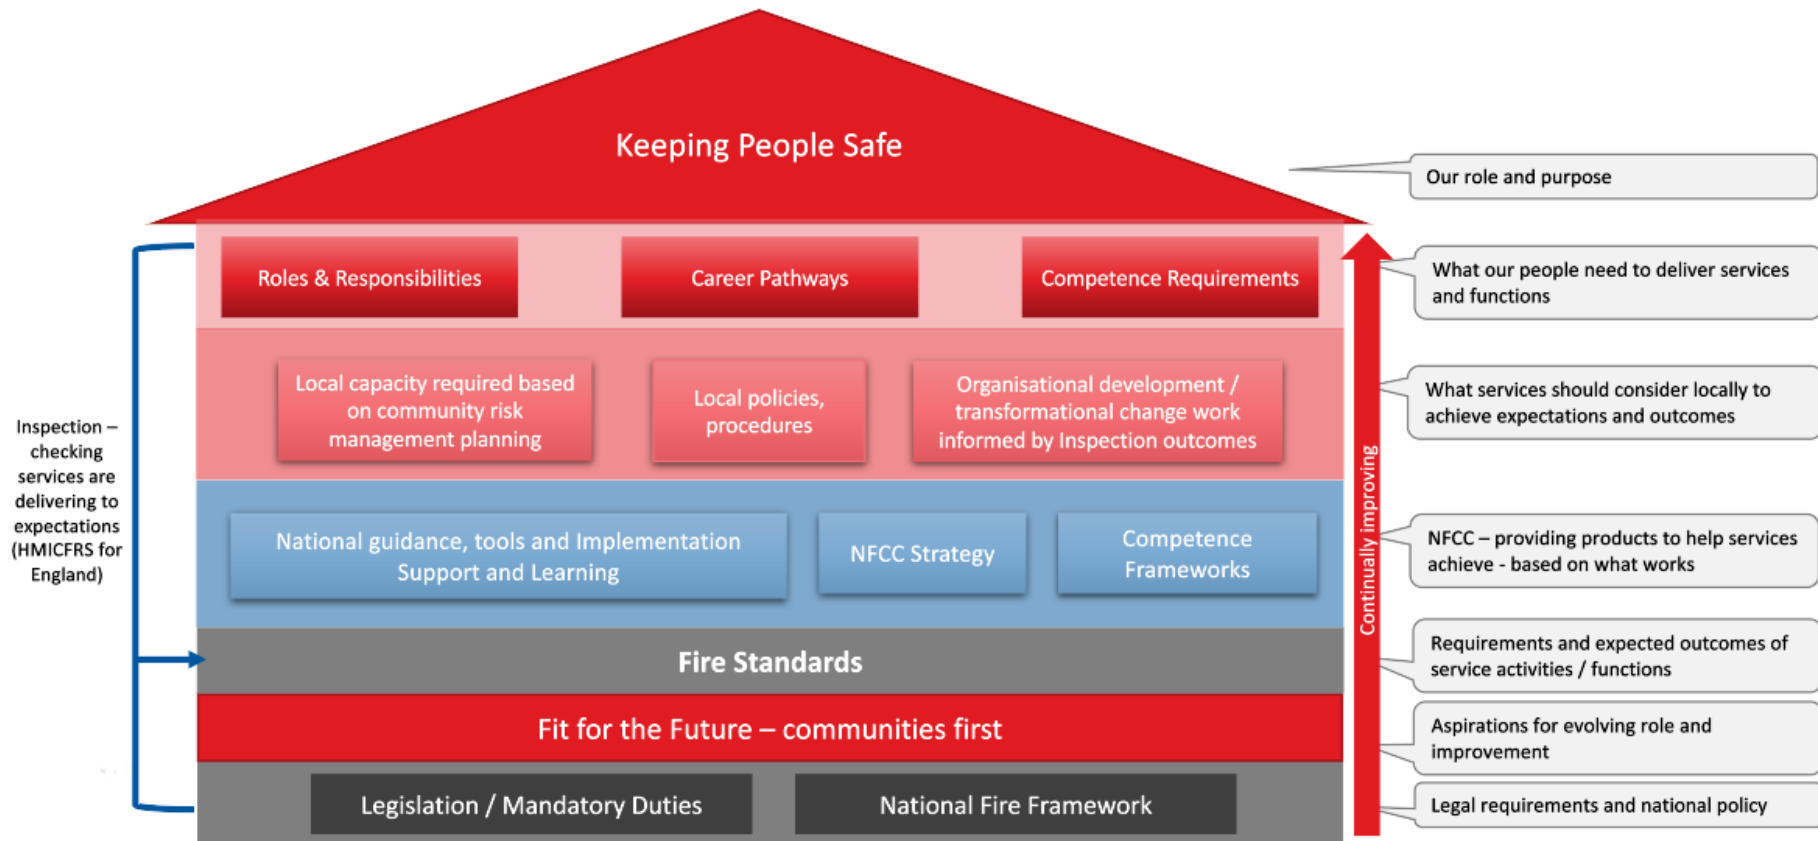 Keeping People Safe
Our role and purpose
Roles & Responsibilities
Career Pathways
Competence Requirements
What our people need to deliver services
and functions
Local capacity required based
on community risk
management planning
Local policies,
procedures
Organisational development /
transformational change work
informed by Inspection outcomes
What services should consider locally to
achieve expectations and outcomes
Inspection –
checking
services are
delivering to
expectations
(HMICFRS for
England)
Continually improving
National guidance, tools and Implementation
Support and Learning
NFCC Strategy
Competence
Frameworks
NFCC – providing products to help services
achieve - based on what works
Fire Standards
Requirements and expected outcomes of
service activities / functions
Fit for the Future – communities first
Aspirations for evolving role and
improvement
Legislation / Mandatory Duties
National Fire Framework
Legal requirements and national policy